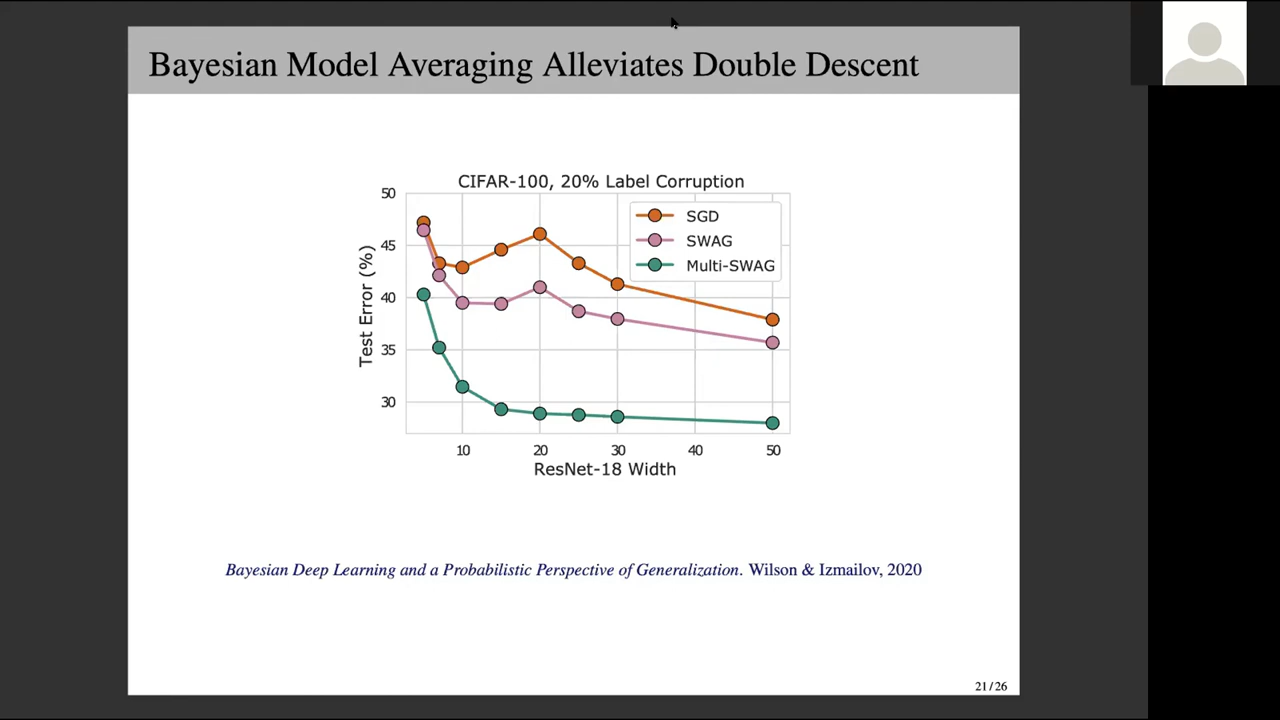 Bayesian Model Averaging Alleviates Double Descent
CIFAR-100, 20% Label Corruption
50
45
40
35
30
Test Error (%)
SGD
SWAG
Multi-SWAG
10 20 30 40 50
ResNet-18 Width
Bayesian Deep Learning and a Probabilistic Perspective of Generalization. Wilson & Izmailov, 2020
21 / 26